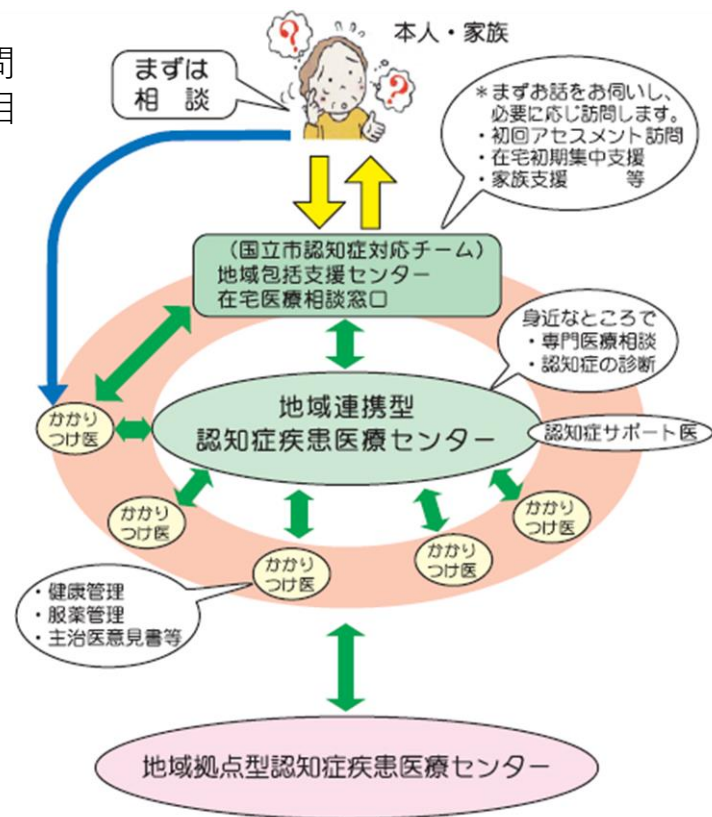 問
相
本人・家族
?
?
まずは
相 談
＊まずお話をお伺いし、
必要に応じ訪問します。
・初回アセスメント訪問
・在宅初期集中支援
・家族支援 等
（国立市認知症対応チーム）
地域包括支援センター
在宅医療相談窓口
身近なところで
・専門医療相談
・認知症の診断
地域連携型
認知症疾患医療センター
かかり
つけ医
認知症サポート医
かかり
つけ医
かかり
つけ医
かかり
つけ医
かかり
つけ医
・健康管理
・服薬管理
・主治医意見書等
地域拠点型認知症疾患医療センター